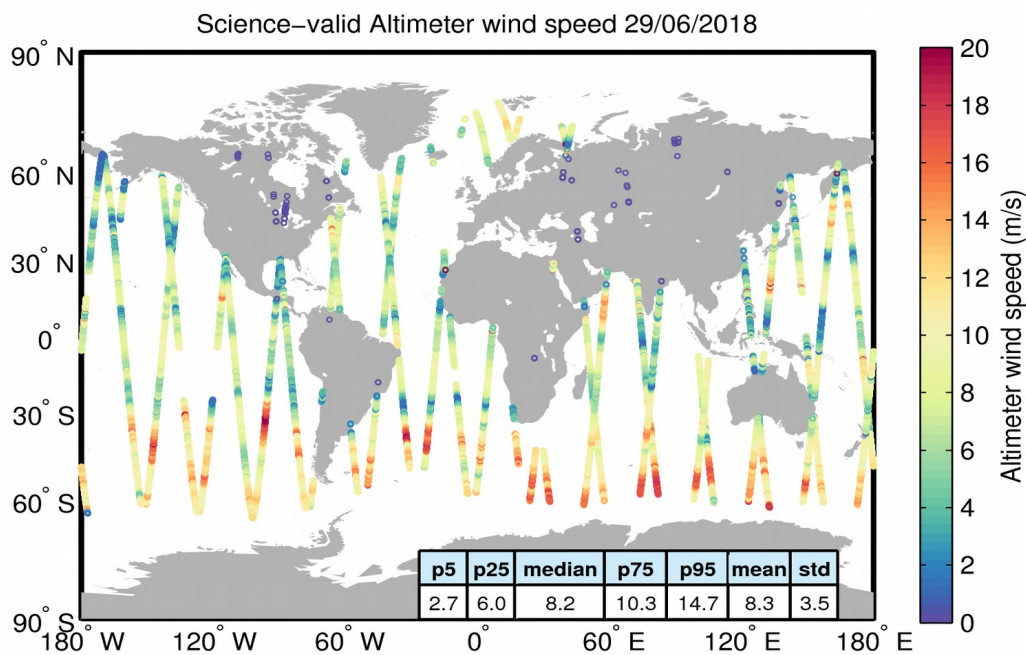 Science-valid Altimeter wind speed 29/06/2018
90° N
60° N
30° N
0°
30° S
60° S
90° S
180° W
120° W
60° W
0°
60° E
120° E
180° E
p5 p25 median p75 p95 mean std
2.7 6.0 8.2 10.3 14.7 8.3 3.5
20
18
16
14
12
10
8
6
4
2
0
Altimeter wind speed (m/s)